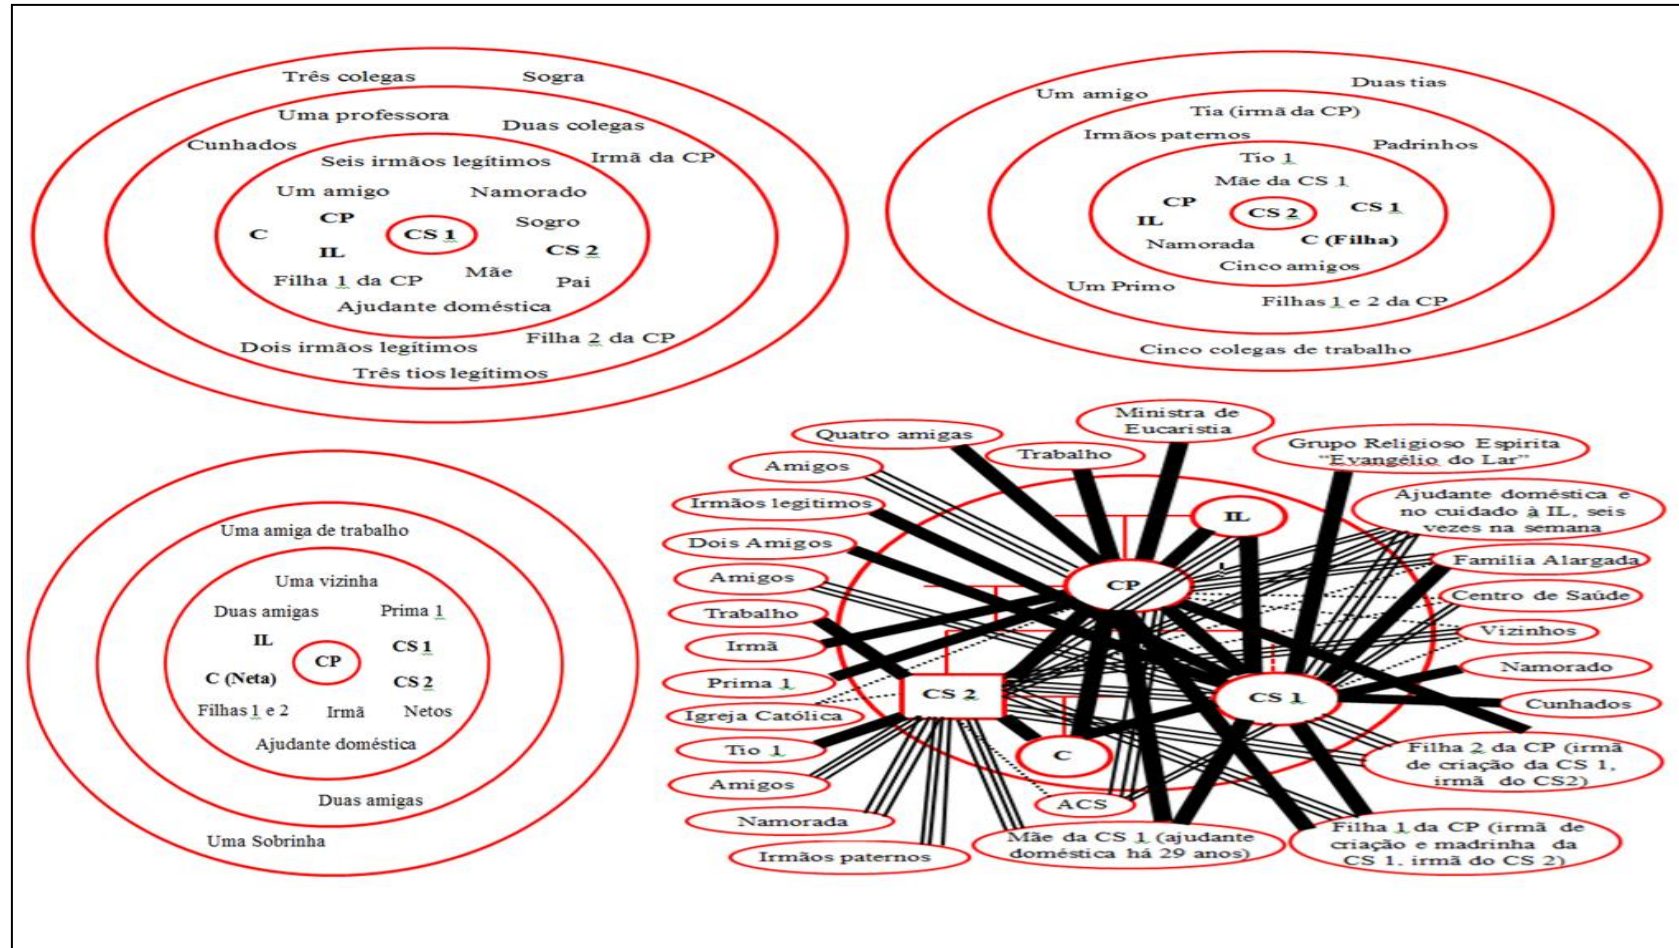 Três colegas
Sogra
Uma professora
Duas colegas
Cunhados
Irmã da CP
Seis irmãos legítimos
Um amigo
Namorado
CP
Sogro
C
CS 1
IL
CS 2
Mãe
Filha 1 da CP
Pai
Ajudante doméstica
Filha 2 da CP
Dois irmãos legítimos
Três tios legítimos
Duas tias
Um amigo
Tia (irmã da CP)
Irmãos paternos
Padrinhos
Tio 1
Mãe da CS 1
CP
CS 1
IL
CS 2
Namorada
C (Filha)
Cinco amigos
Um Primo
Filhas 1 e 2 da CP
Cinco colegas de trabalho
Uma amiga de trabalho
Uma vizinha
Duas amigas
Prima 1
IL
CS 1
CP
C (Neta)
CS 2
Filhas 1 e 2
Irmã
Netos
Ajudante doméstica
Duas amigas
Uma Sobrinha
Ministra de
Eucaristia
Quatro amigas
Trabalho
Grupo Religioso Espírita
“Evangélio do Lar”
Amigos
Irmãos legitimos
Ajudante doméstica e
no cuidado à IL, seis
vezes na semana
IL
Dois Amigos
Família Alargada
Amigos
CP
Centro de Saúde
Trabalho
Vizinhos
Irmã
Namorado
Prima 1
CS 2
CS 1
Cunhados
Igreja Católica
Tio 1
C
Filha 2 da CP (irmã
de criação da CS 1,
irmã do CS2)
Amigos
ACS
Namorada
Mãe da CS 1 (ajudante
doméstica há 29 anos)
Filha 1 da CP (irmã de
criação e madrinha da
CS 1, irmã do CS 2)
Irmãos paternos